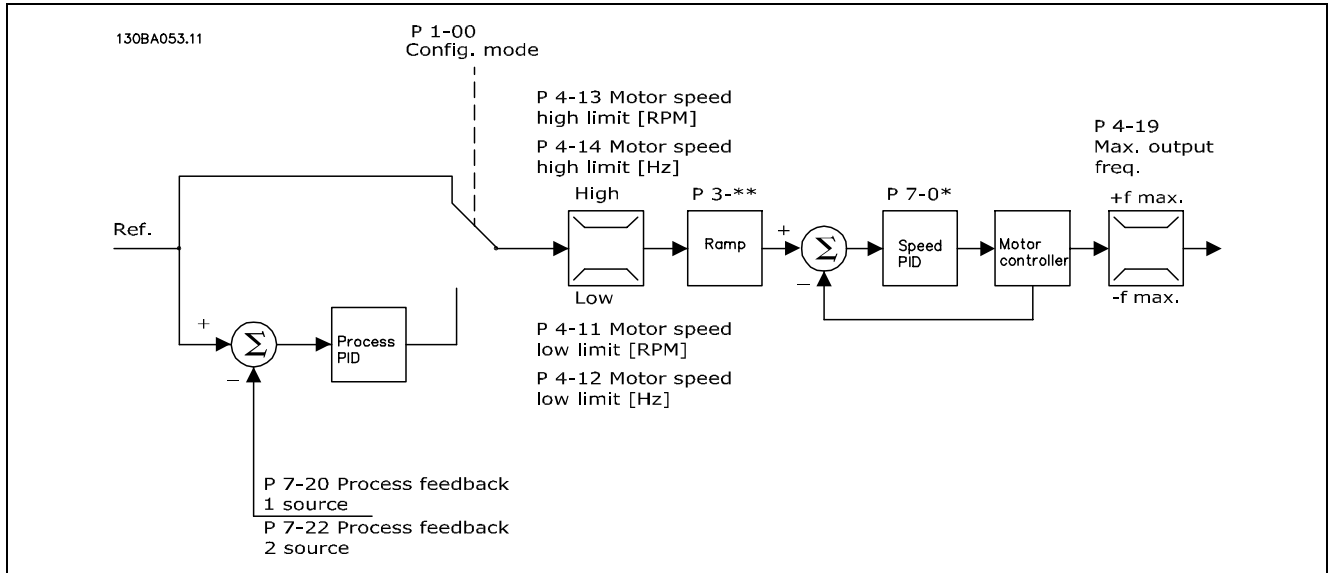 130BA053.11
P 1-00
Config. mode
P 4-13 Motor speed
high limit [RPM]
P 4-14 Motor speed
high limit [Hz]
P 4-19
Max. output
freq.
High
P 3-**
P 7-0*
+f max.
Ref.
+
Σ
−
Ramp
Speed
PID
Motor
controller
Low
-f max.
+
Σ
−
Process
PID
P 4-11 Motor speed
low limit [RPM]
P 4-12 Motor speed
low limit [Hz]
P 7-20 Process feedback
1 source
P 7-22 Process feedback
2 source